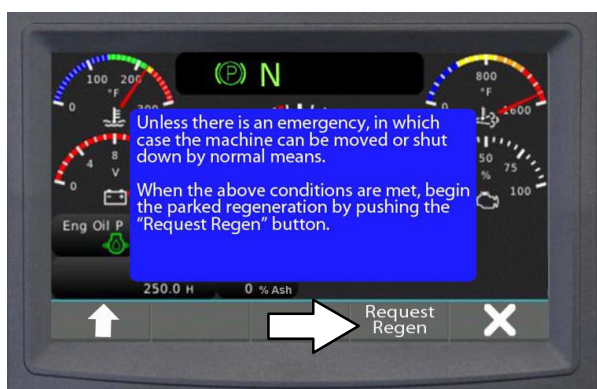 (P) N
100 200
°F
0 300
800
°F
0 1600
Unless there is an emergency, in which
case the machine can be moved or shut
down by normal means.
When the above conditions are met, begin
the parked regeneration by pushing the
“Request Regen” button.
4 8
V
0
50 75
%
100
Eng Oil P
250.0 H 0 % Ash
Request
Regen